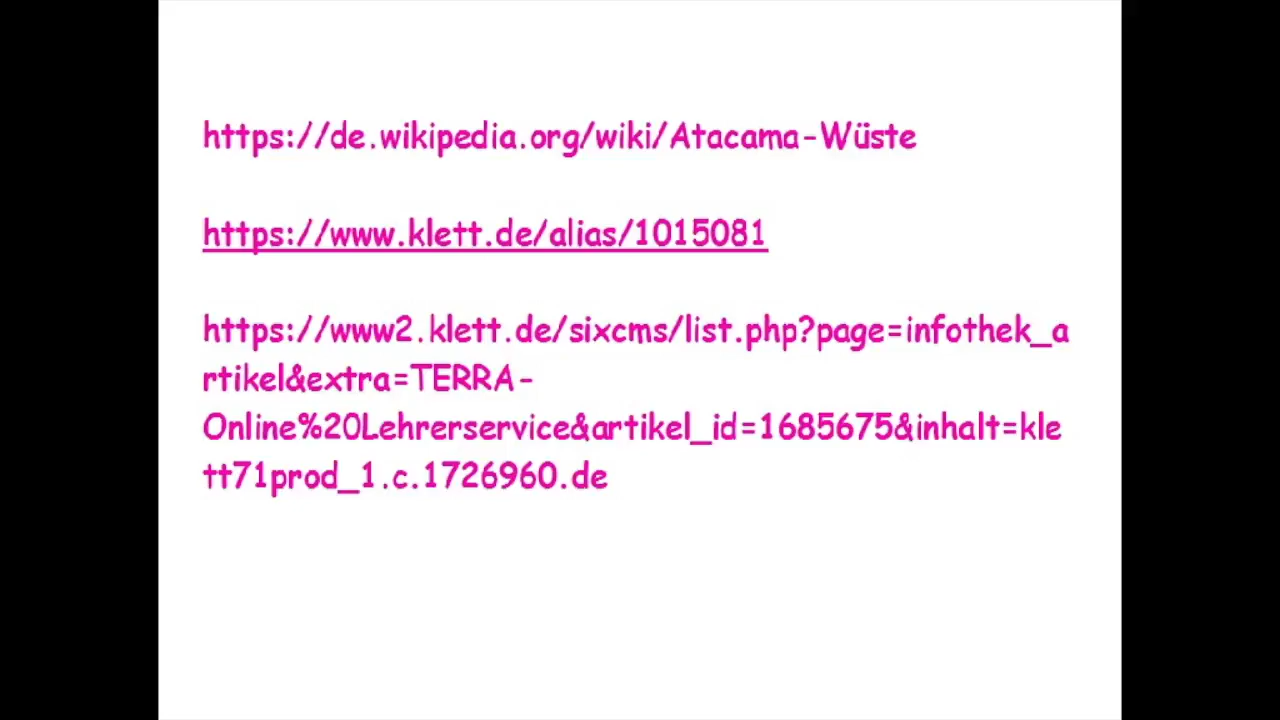 https://de.wikipedia.org/wiki/Atacama-Wüste
https://www.klett.de/alias/1015081
https://www2.klett.de/sixcms/list.php?page=infothek_a
rtikel&extra=TERRA-
Online%20Lehrerservice&artikel_id=1685675&inhalt=kle
tt71prod_1.c.1726960.de